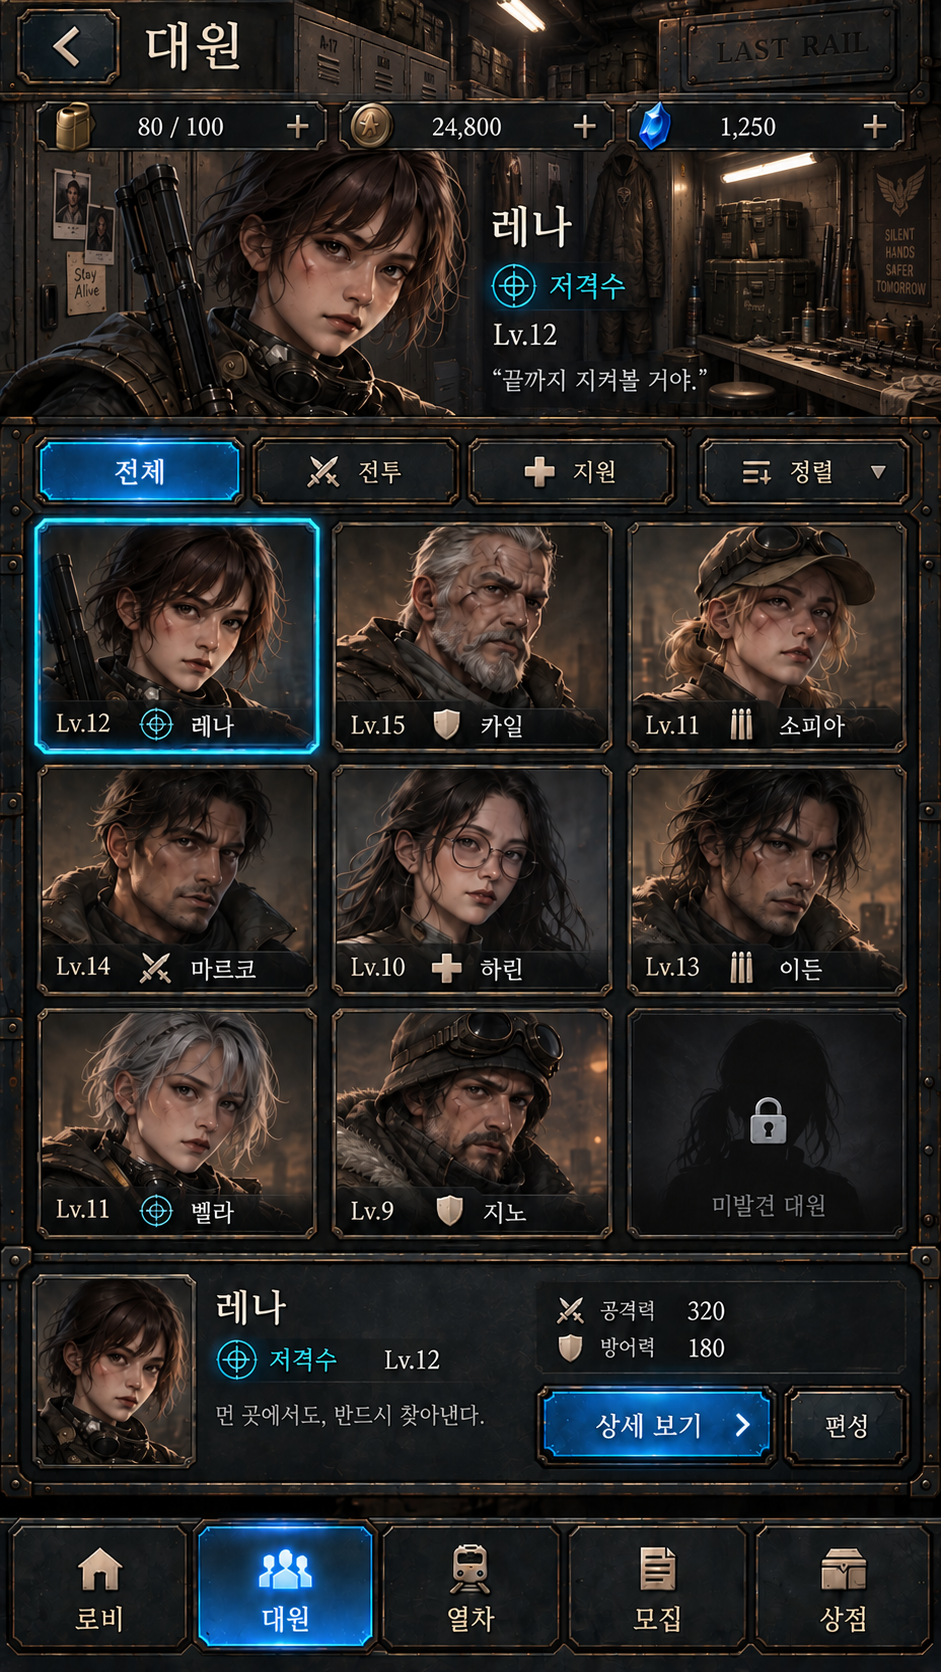 대원
A-17
LAST RAIL
80 / 100
24,800
1,250
Stay
Alive
레나
저격수
Lv.12
“끝까지 지켜볼 거야.”
SILENT
HANDS
SAFER
TOMORROW
전체
전투
지원
정렬
Lv.12 레나
Lv.15 카일
Lv.11 소피아
Lv.14 마르코
Lv.10 하린
Lv.13 이든
Lv.11 벨라
Lv.9 지노
미발견 대원
레나
저격수 Lv.12
먼 곳에서도, 반드시 찾아낸다.
공격력 320
방어력 180
상세 보기
편성
로비
대원
열차
모집
상점